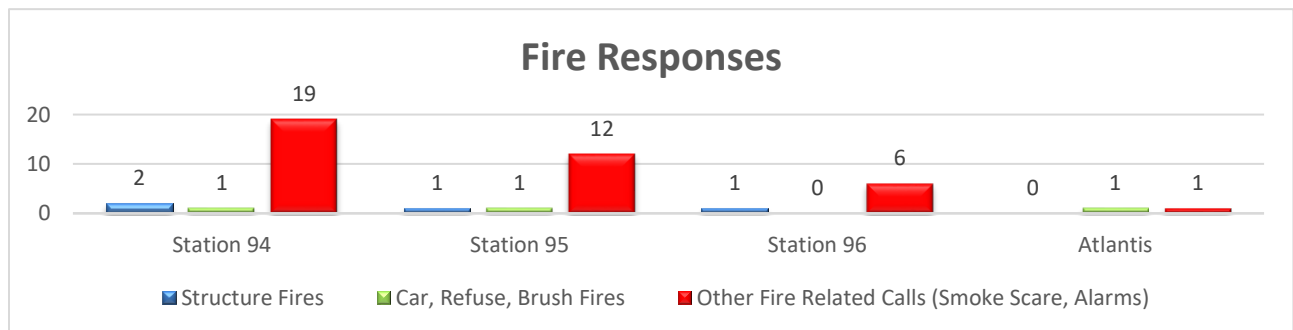 Fire Responses
20
10
0
2 1 19
1 1 12
1 0 6
0 1 1
Station 94 Station 95 Station 96 Atlantis
Structure Fires Car, Refuse, Brush Fires Other Fire Related Calls (Smoke Scare, Alarms)